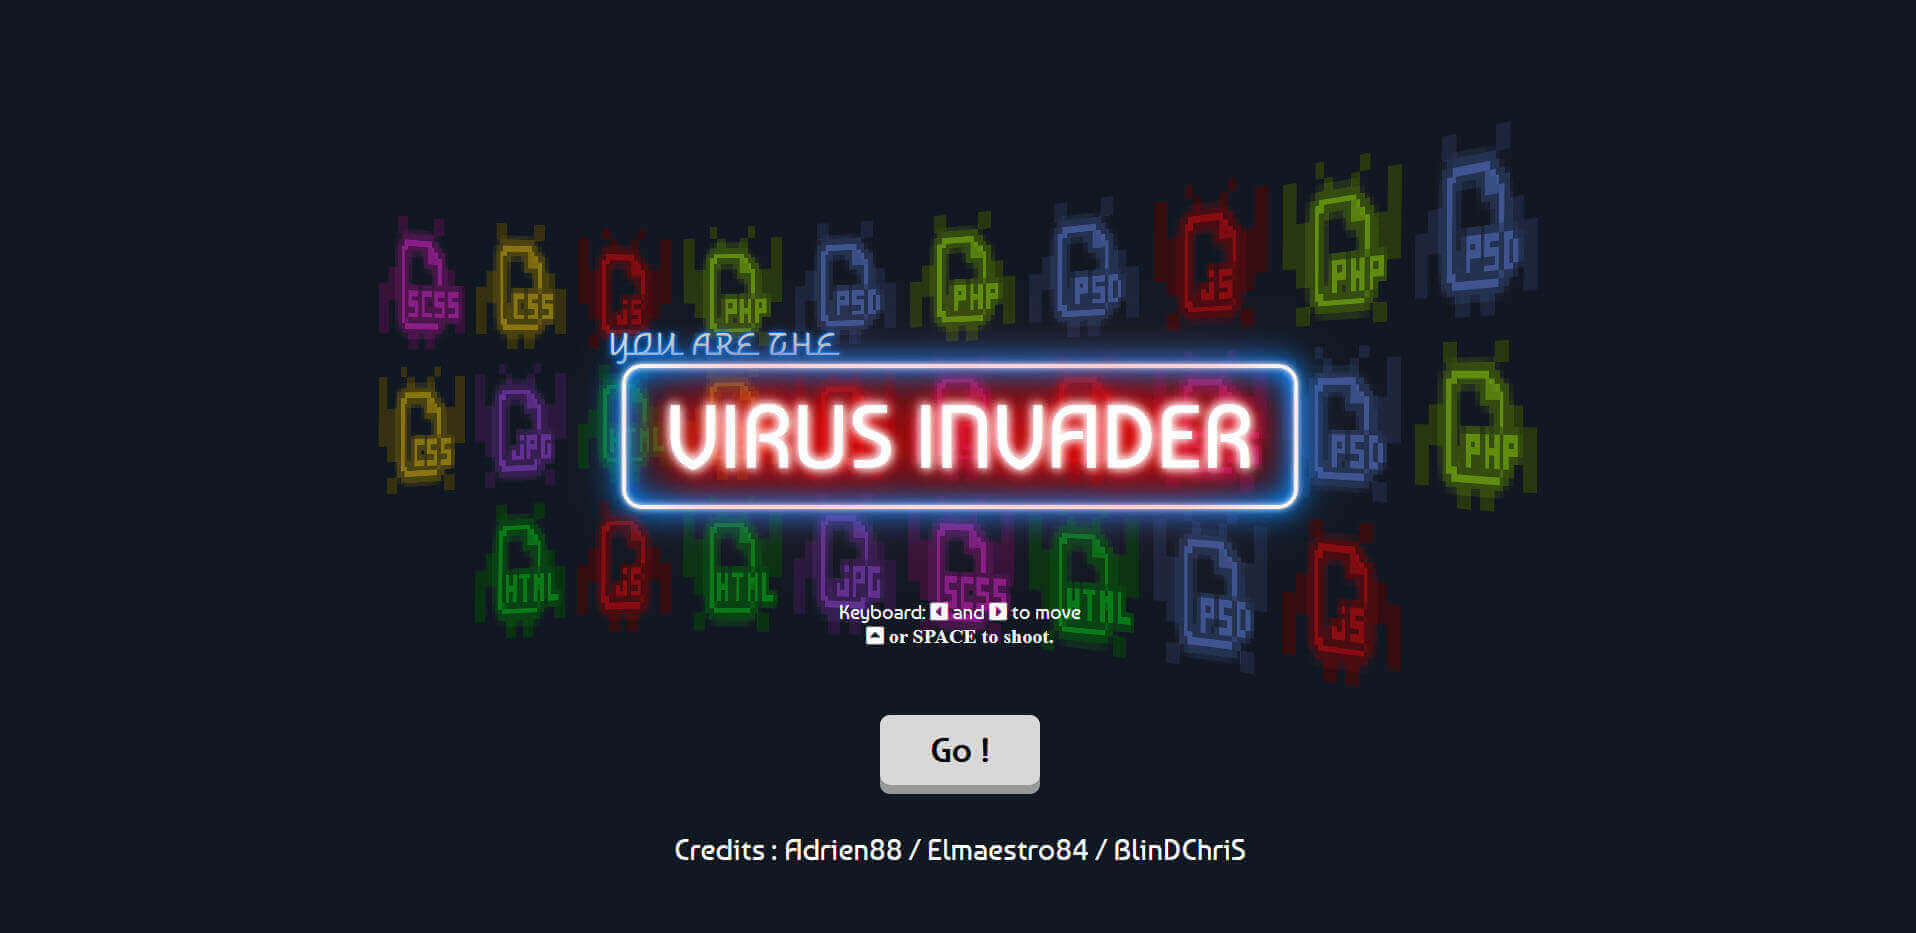 SCSS CSS JS PHP PSD PHP PSD JS PHP PSD
YOU ARE THE
CSS JPG HTML PSD PHP
VIRUS INVADER
HTML JS HTML JPG SCSS HTML PSD JS
Keyboard: and to move
or SPACE to shoot.
Go !
Credits : Adrien88 / Elmaestro84 / BlinDChriS